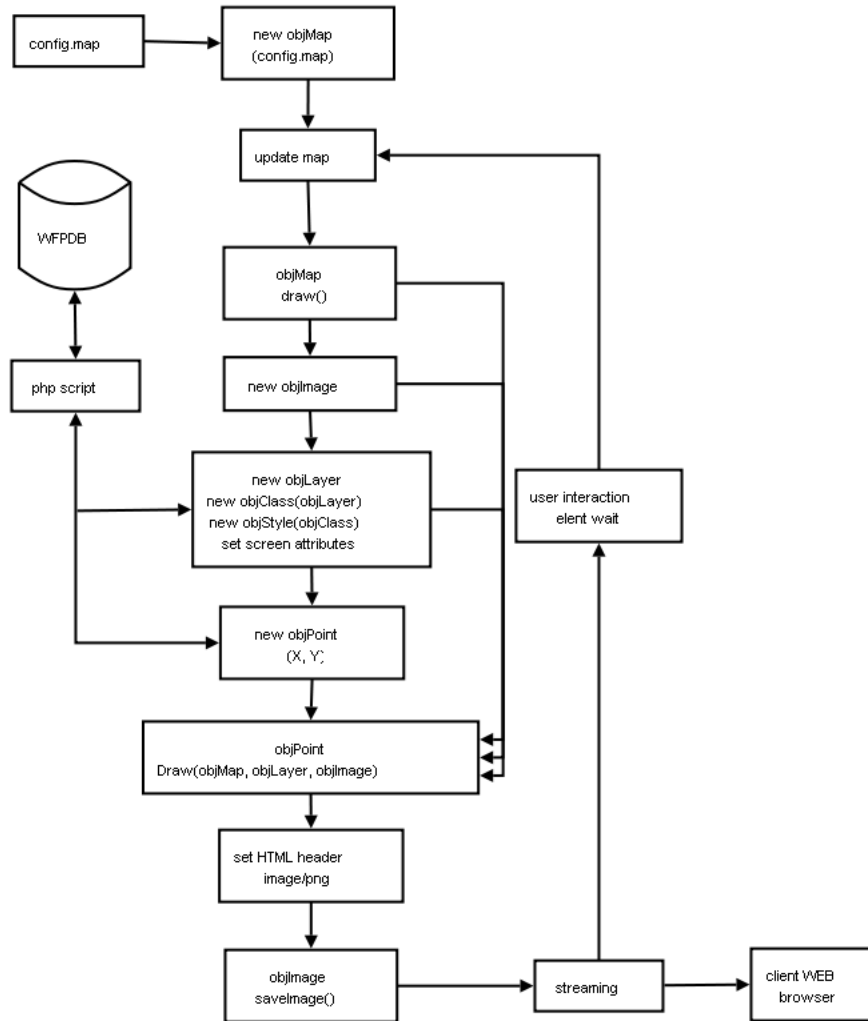 config.map
new objMap
(config.map)
update map
WFPDB
objMap
draw()
php script
new objImage
new objLayer
new objClass(objLayer)
new objStyle(objClass)
set screen attributes
user interaction
elent wait
new objPoint
(X, Y)
objPoint
Draw(objMap, objLayer, objImage)
set HTML header
image/png
objImage
saveImage()
streaming
client WEB
browser